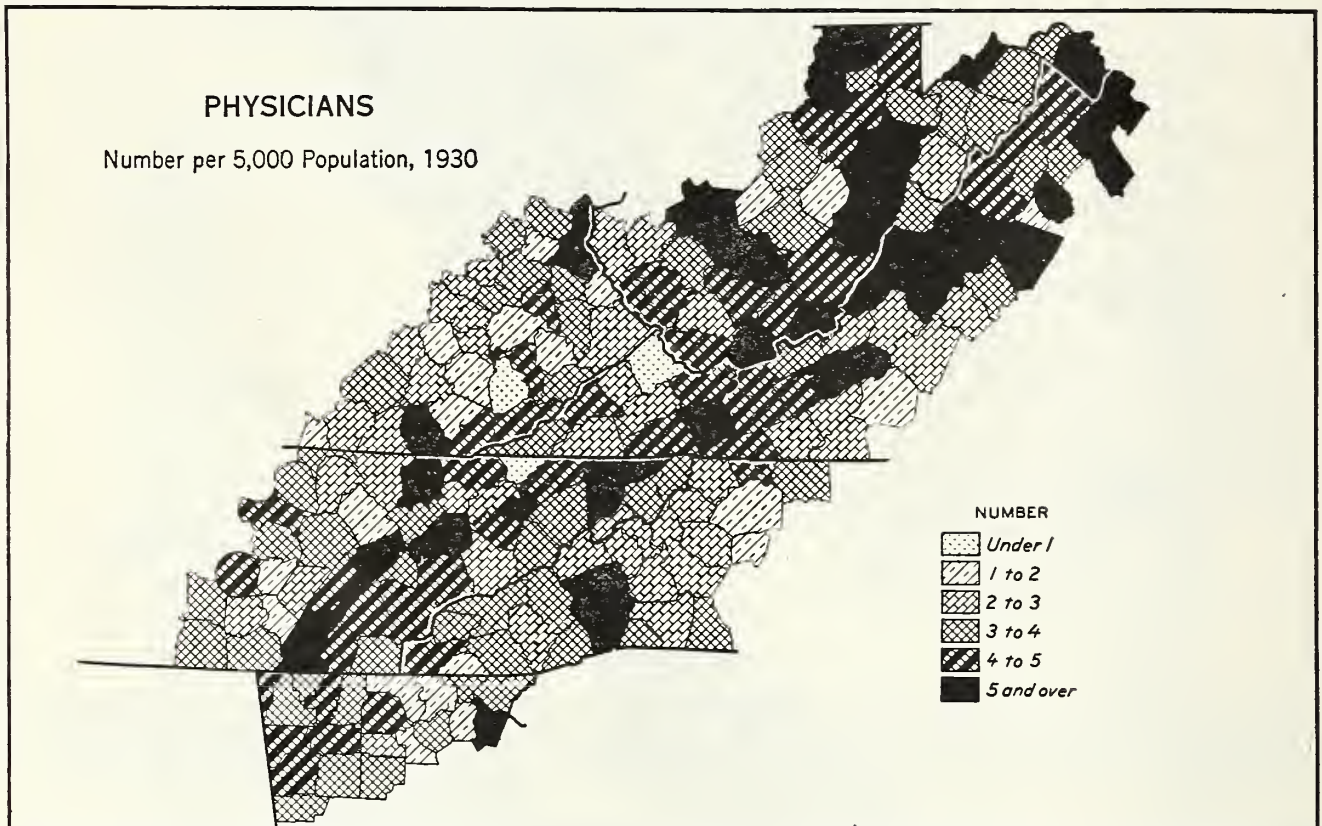 PHYSICIANS
Number per 5,000 Population, 1930
NUMBER
Under 1
1 to 2
2 to 3
3 to 4
4 to 5
5 and over